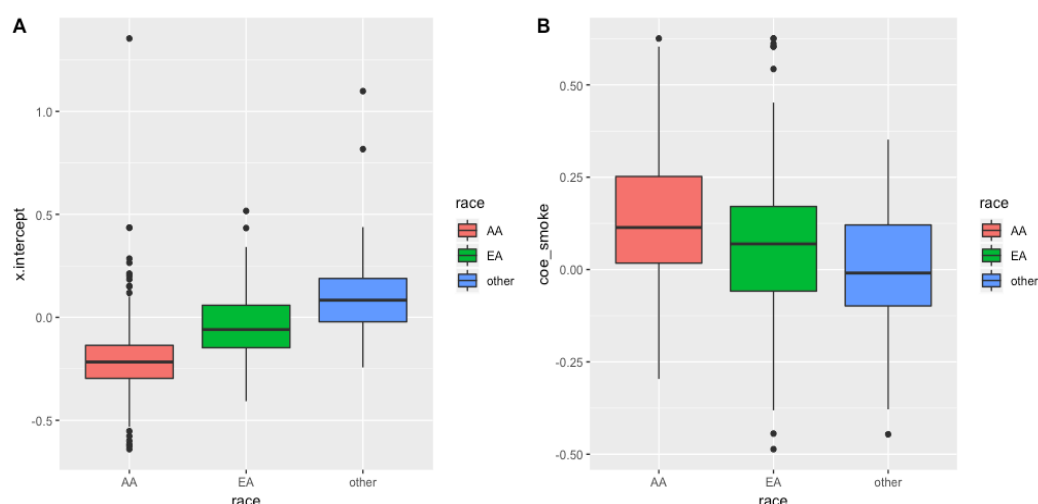 A
x.intercept
1.0
0.5
0.0
-0.5
AA
EA
other
race
race
AA
EA
other
B
coe_smoke
0.50
0.25
0.00
-0.25
-0.50
AA
EA
other
race
race
AA
EA
other